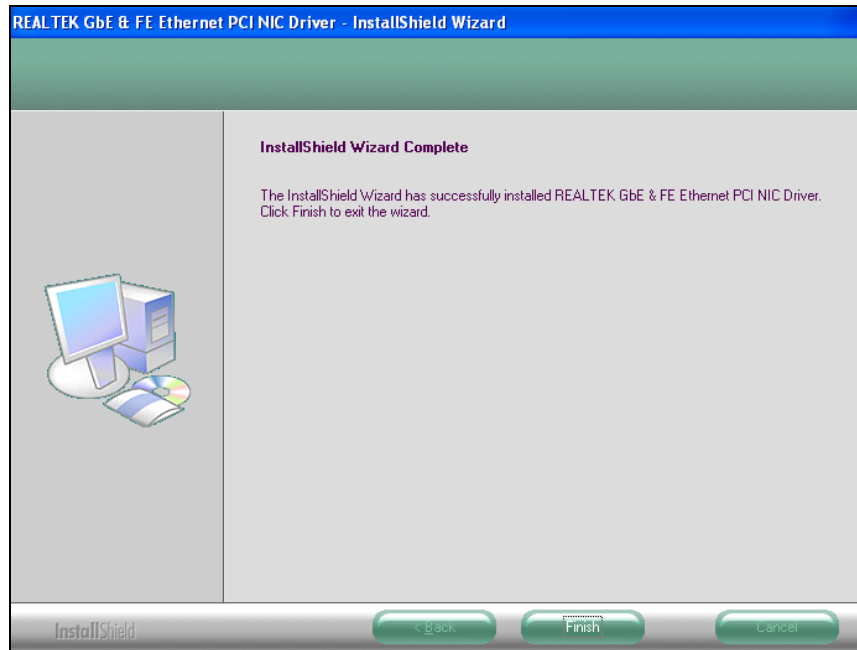 REALTEK GbE & FE Ethernet PCI NIC Driver - InstallShield Wizard
InstallShield Wizard Complete
The InstallShield Wizard has successfully installed REALTEK GbE & FE Ethernet PCI NIC Driver.
Click Finish to exit the wizard.
InstallShield
< Back
Finish
Cancel